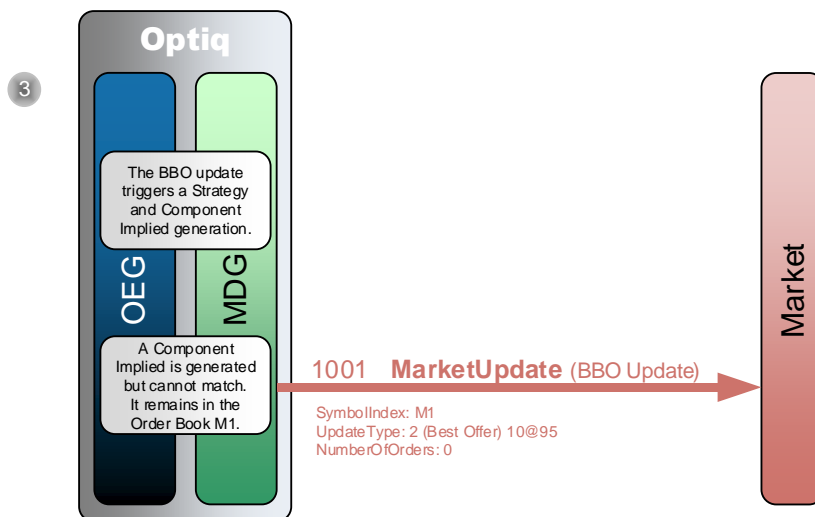 Optiq
3
The BBO update
triggers a Strategy
and Component
Implied generation.
OEG
MDG
Market
A Component
Implied is generated
but cannot match.
It remains in the
Order Book M1.
1001 MarketUpdate (BBO Update)
SymbolIndex: M1
UpdateType: 2 (Best Offer) 10@95
NumberOfOrders: 0